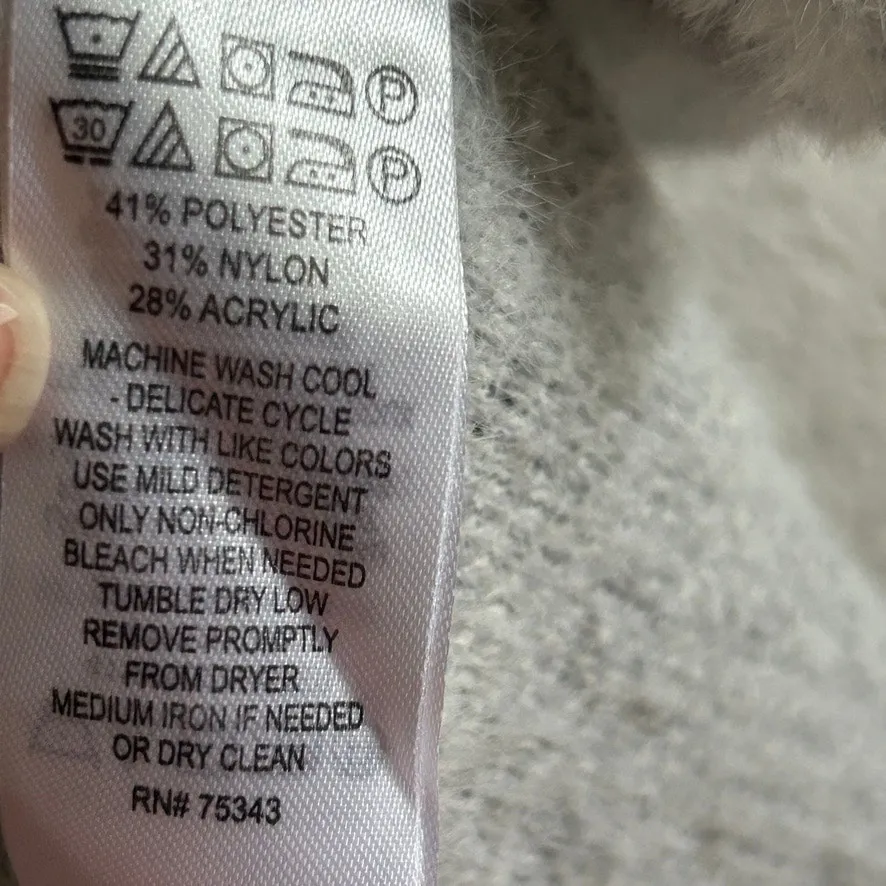 P
30 P
41% POLYESTER
31% NYLON
28% ACRYLIC
MACHINE WASH COOL
- DELICATE CYCLE
WASH WITH LIKE COLORS
USE MILD DETERGENT
ONLY NON-CHLORINE
BLEACH WHEN NEEDED
TUMBLE DRY LOW
REMOVE PROMPTLY
FROM DRYER
MEDIUM IRON IF NEEDED
OR DRY CLEAN
RN# 75343